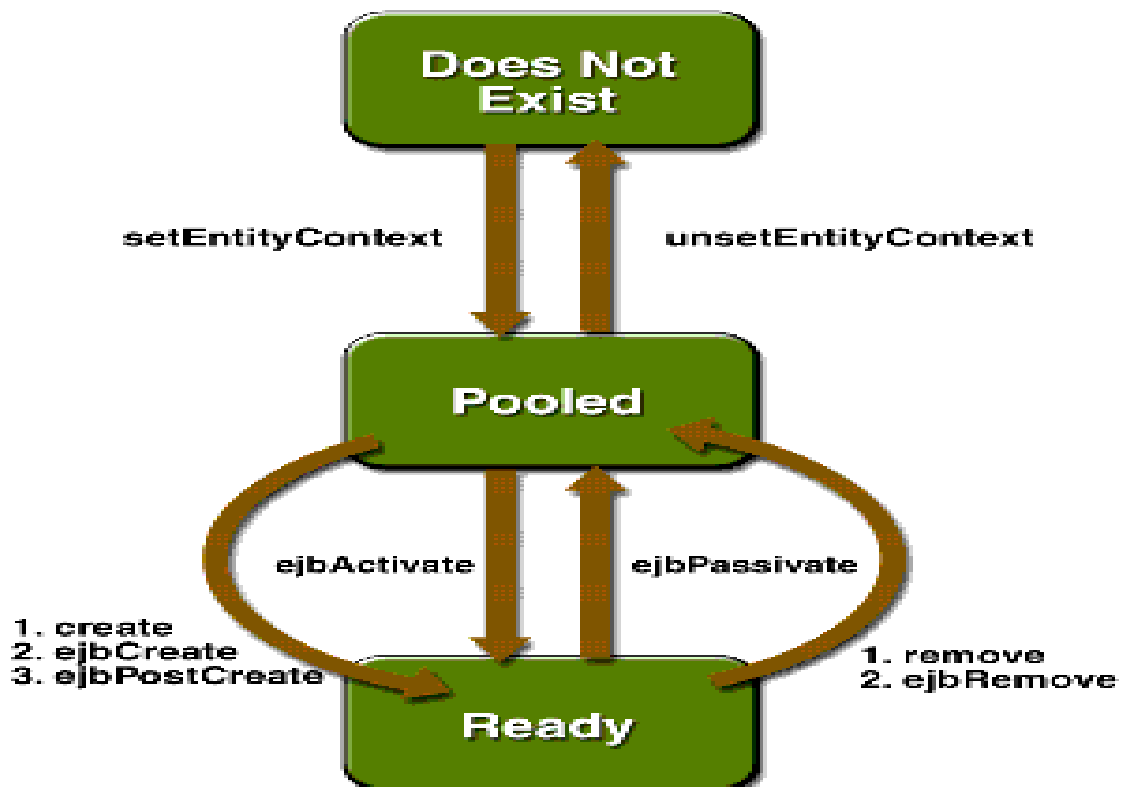 Does Not
Exist
setEntityContext
unsetEntityContext
Pooled
ejbActivate
ejbPassivate
1. create
2. ejbCreate
3. ejbPostCreate
1. remove
2. ejbRemove
Ready